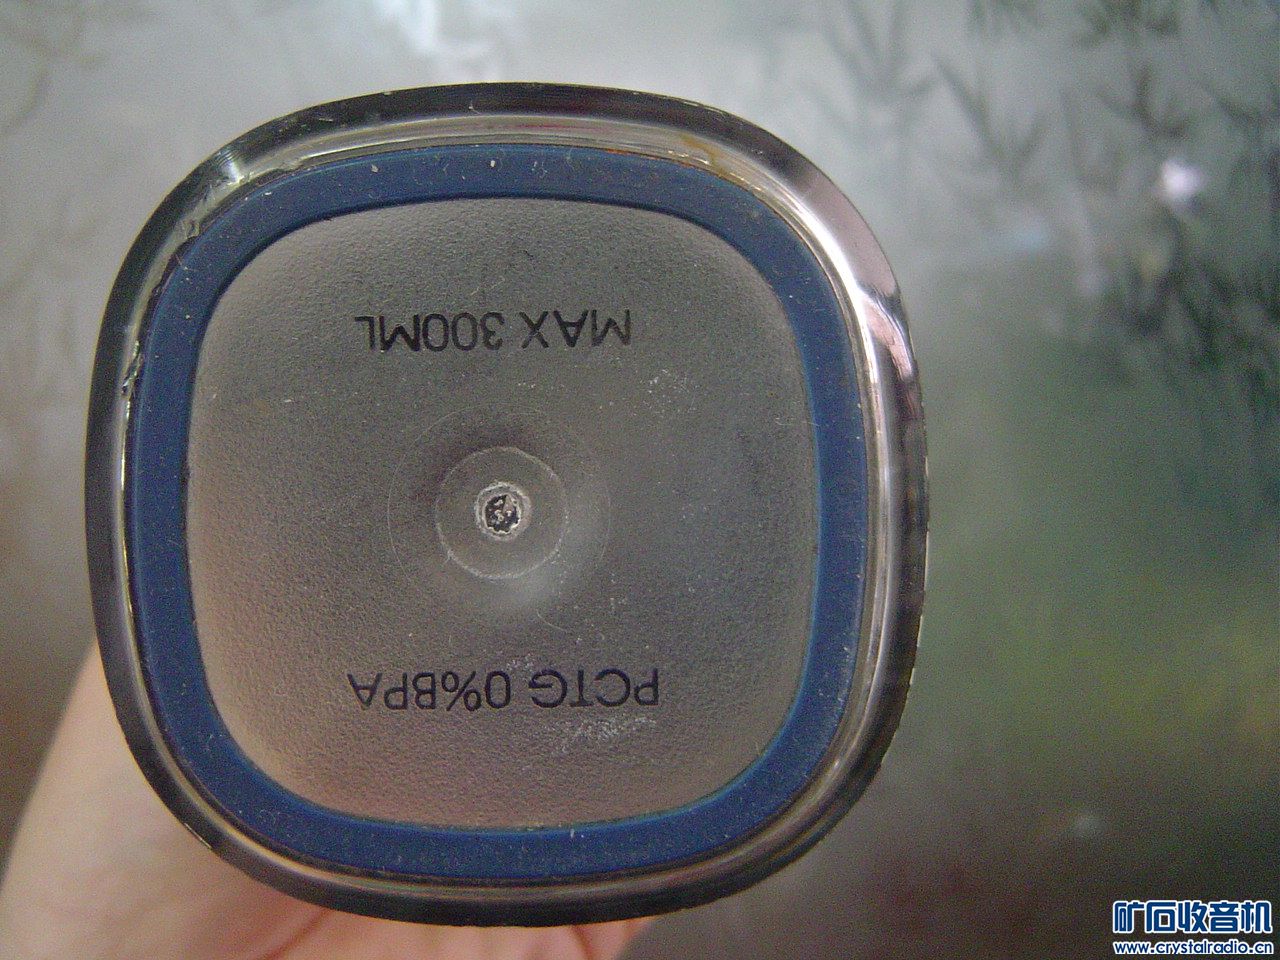 PCTG 0%BPA
MAX 300ML
矿石收音机
www.crystalradio.cn